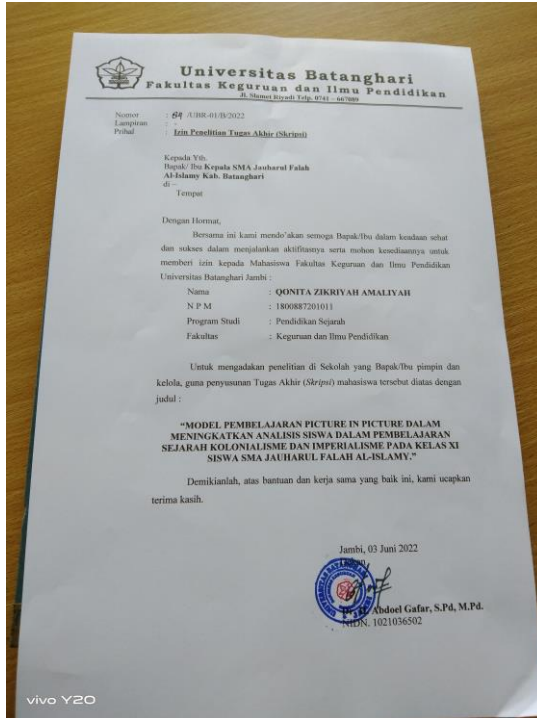 Universitas Batanghari
Fakultas Keguruan dan Ilmu Pendidikan
Jl. Slamet Riyadi Telp. 0741 – 667089
Nomor : 84 /UBR-01/B/2022
Lampiran : -
Prihal : Izin Penelitian Tugas Akhir (Skripsi)
Kepada Yth.
Bapak/ Ibu Kepala SMA Jauharul Falah
Al-Islamy Kab. Batanghari
di –
Tempat
Dengan Hormat,
Bersama ini kami mendo'akan semoga Bapak/Ibu dalam keadaan sehat
dan sukses dalam menjalankan aktifitasnya serta mohon kesediaannya untuk
memberi izin kepada Mahasiswa Fakultas Keguruan dan Ilmu Pendidikan
Universitas Batanghari Jambi :
Nama : QONITA ZIKRIYAH AMALIYAH
N P M : 1800887201011
Program Studi : Pendidikan Sejarah
Fakultas : Keguruan dan Ilmu Pendidikan
Untuk mengadakan penelitian di Sekolah yang Bapak/Ibu pimpin dan
kelola, guna penyusunan Tugas Akhir (Skripsi) mahasiswa tersebut diatas dengan
judul :
“MODEL PEMBELAJARAN PICTURE IN PICTURE DALAM
MENINGKATKAN ANALISIS SISWA DALAM PEMBELAJARAN
SEJARAH KOLONIALISME DAN IMPERIALISME PADA KELAS XI
SISWA SMA JAUHARUL FALAH AL-ISLAMY.”
Demikianlah, atas bantuan dan kerja sama yang baik ini, kami ucapkan
terima kasih.
Jambi, 03 Juni 2022
Abdoel Gafar, S.Pd, M.Pd.
NIDN. 1021036502
vivo Y20